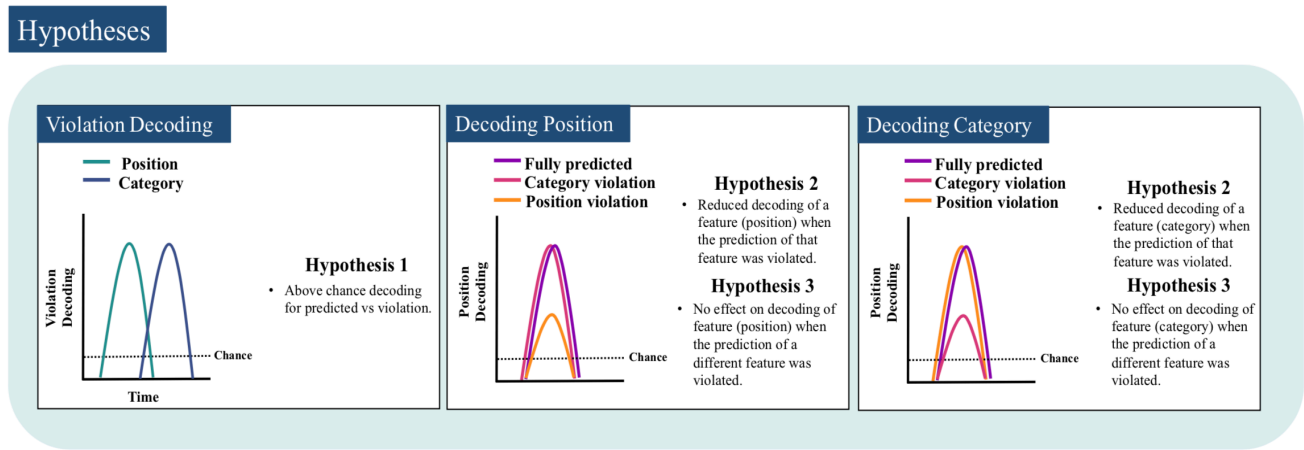 Hypotheses
Violation Decoding
Position
Category
Violation
Decoding
Chance
Time
Hypothesis 1
• Above chance decoding
for predicted vs violation.
Decoding Position
Fully predicted
Category violation
Position violation
Position
Decoding
Chance
Hypothesis 2
• Reduced decoding of a
feature (position) when
the prediction of that
feature was violated.
Hypothesis 3
• No effect on decoding of
feature (position) when
the prediction of a
different feature was
violated.
Decoding Category
Fully predicted
Category violation
Position violation
Position
Decoding
Chance
Hypothesis 2
• Reduced decoding of a
feature (category) when
the prediction of that
feature was violated.
Hypothesis 3
• No effect on decoding of
feature (category) when
the prediction of a
different feature was
violated.